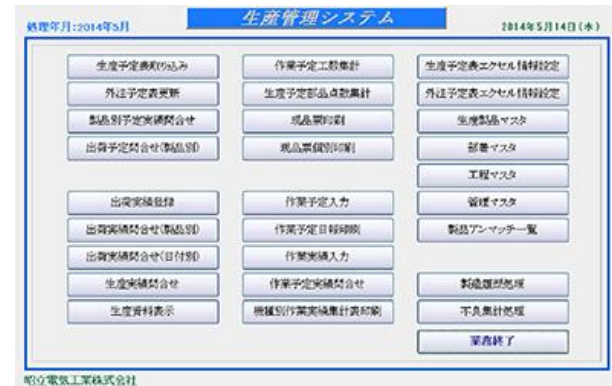 処理年月:2014年5月
生産管理システム
2014年5月14日(水)
生産予定表取り込み
作業予定工数集計
生産予定表エクセル情報設定
外注予定表更新
生産予定部品点数集計
外注予定表エクセル情報設定
製品別予定実績問合せ
現品票印刷
生産製品マスタ
出荷予定問合せ(製品別)
現品票個別印刷
部署マスタ
工程マスタ
出荷実績登録
作業予定入力
管理マスタ
出荷実績問合せ(製品別)
作業予定日報印刷
製品アンマッチ一覧
出荷実績問合せ(日付別)
作業実績入力
生産実績問合せ
作業予定実績問合せ
製造履歴処理
生産資料表示
機種別作業実績集計表印刷
不良集計処理
業務終了
昭立電気工業株式会社